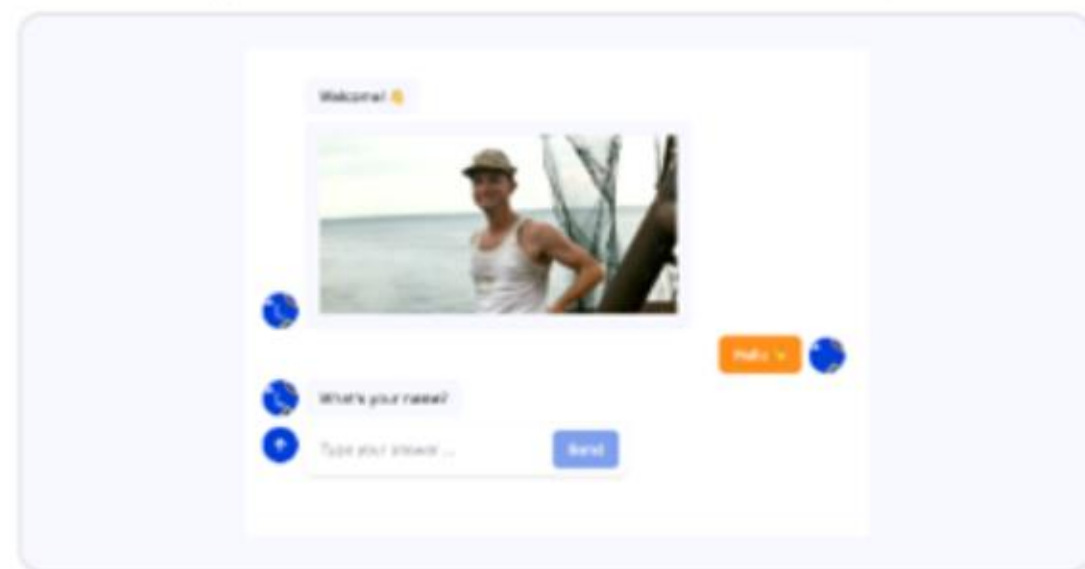 Welcome! 👋
Hello
What's your name?
Type your answer ...
Send